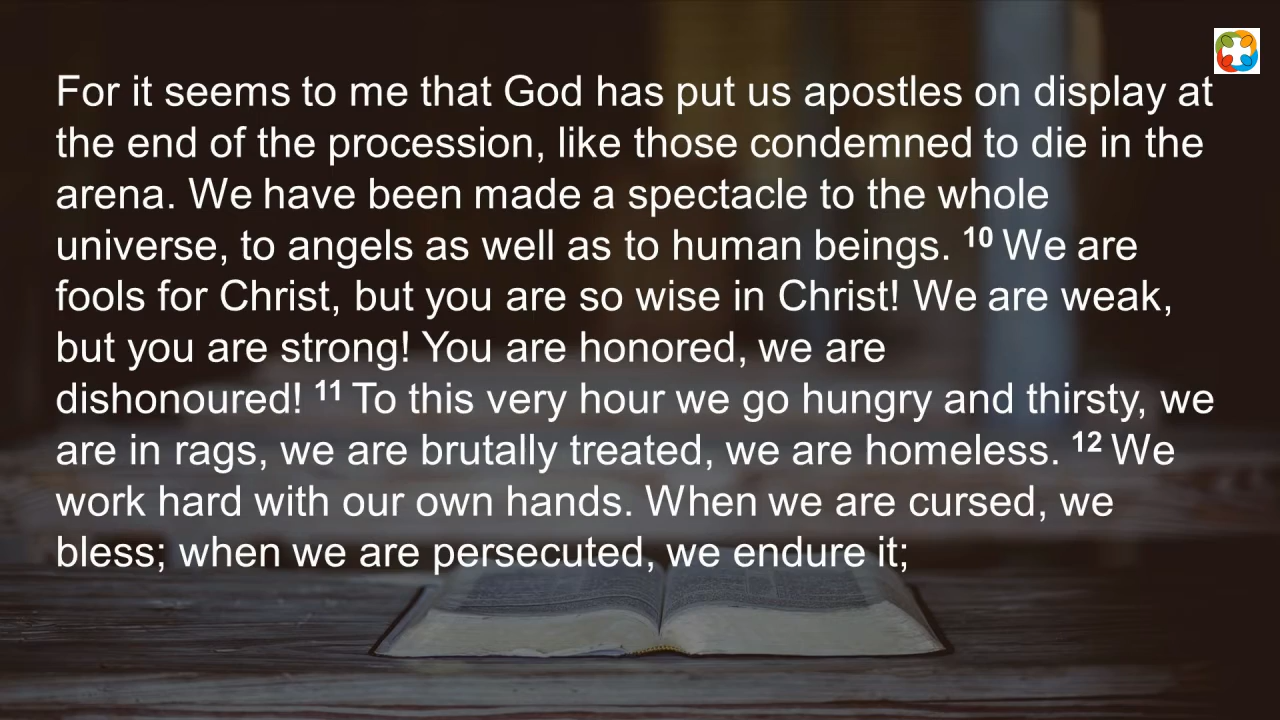 For it seems to me that God has put us apostles on display at
the end of the procession, like those condemned to die in the
arena. We have been made a spectacle to the whole
universe, to angels as well as to human beings. 10 We are
fools for Christ, but you are so wise in Christ! We are weak,
but you are strong! You are honored, we are
dishonoured! 11 To this very hour we go hungry and thirsty, we
are in rags, we are brutally treated, we are homeless. 12 We
work hard with our own hands. When we are cursed, we
bless; when we are persecuted, we endure it;